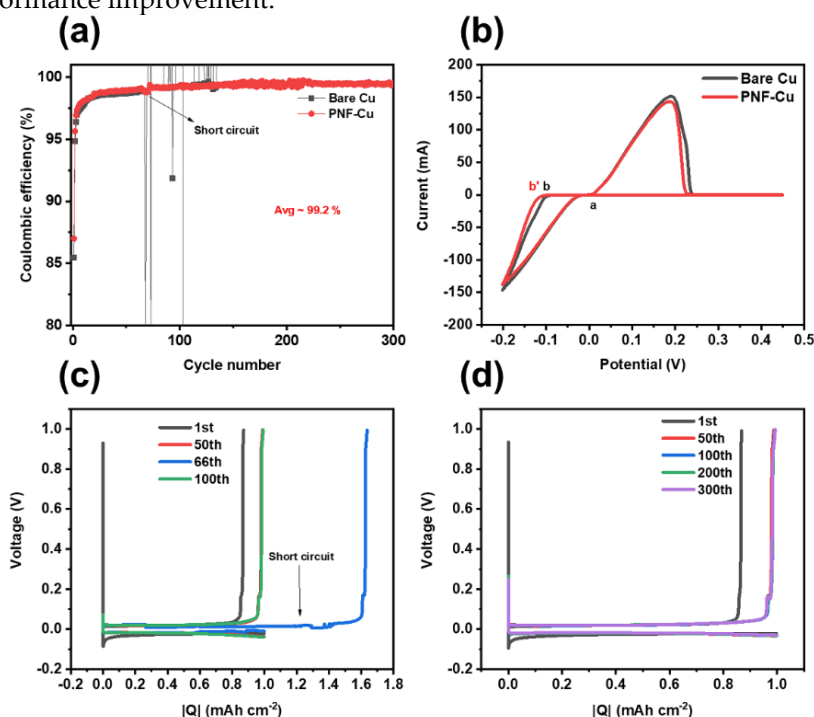 ormance improvement.
(a)
100
95
90
85
80
0
100
200
300
Coulombic efficiency (%)
Cycle number
Bare Cu
PNF-Cu
Short circuit
Avg ~ 99.2 %
(b)
200
150
100
50
0
-50
-100
-150
-200
-0.2
-0.1
0.0
0.1
0.2
0.3
0.4
0.5
Current (mA)
Potential (V)
Bare Cu
PNF-Cu
b' b
a
(c)
1.0
0.8
0.6
0.4
0.2
0.0
-0.2
-0.2
0.0
0.2
0.4
0.6
0.8
1.0
1.2
1.4
1.6
1.8
Voltage (V)
|Q| (mAh cm⁻²)
1st
50th
66th
100th
Short circuit
(d)
1.0
0.8
0.6
0.4
0.2
0.0
-0.2
0.0
0.2
0.4
0.6
0.8
1.0
Voltage (V)
|Q| (mAh cm⁻²)
1st
50th
100th
200th
300th